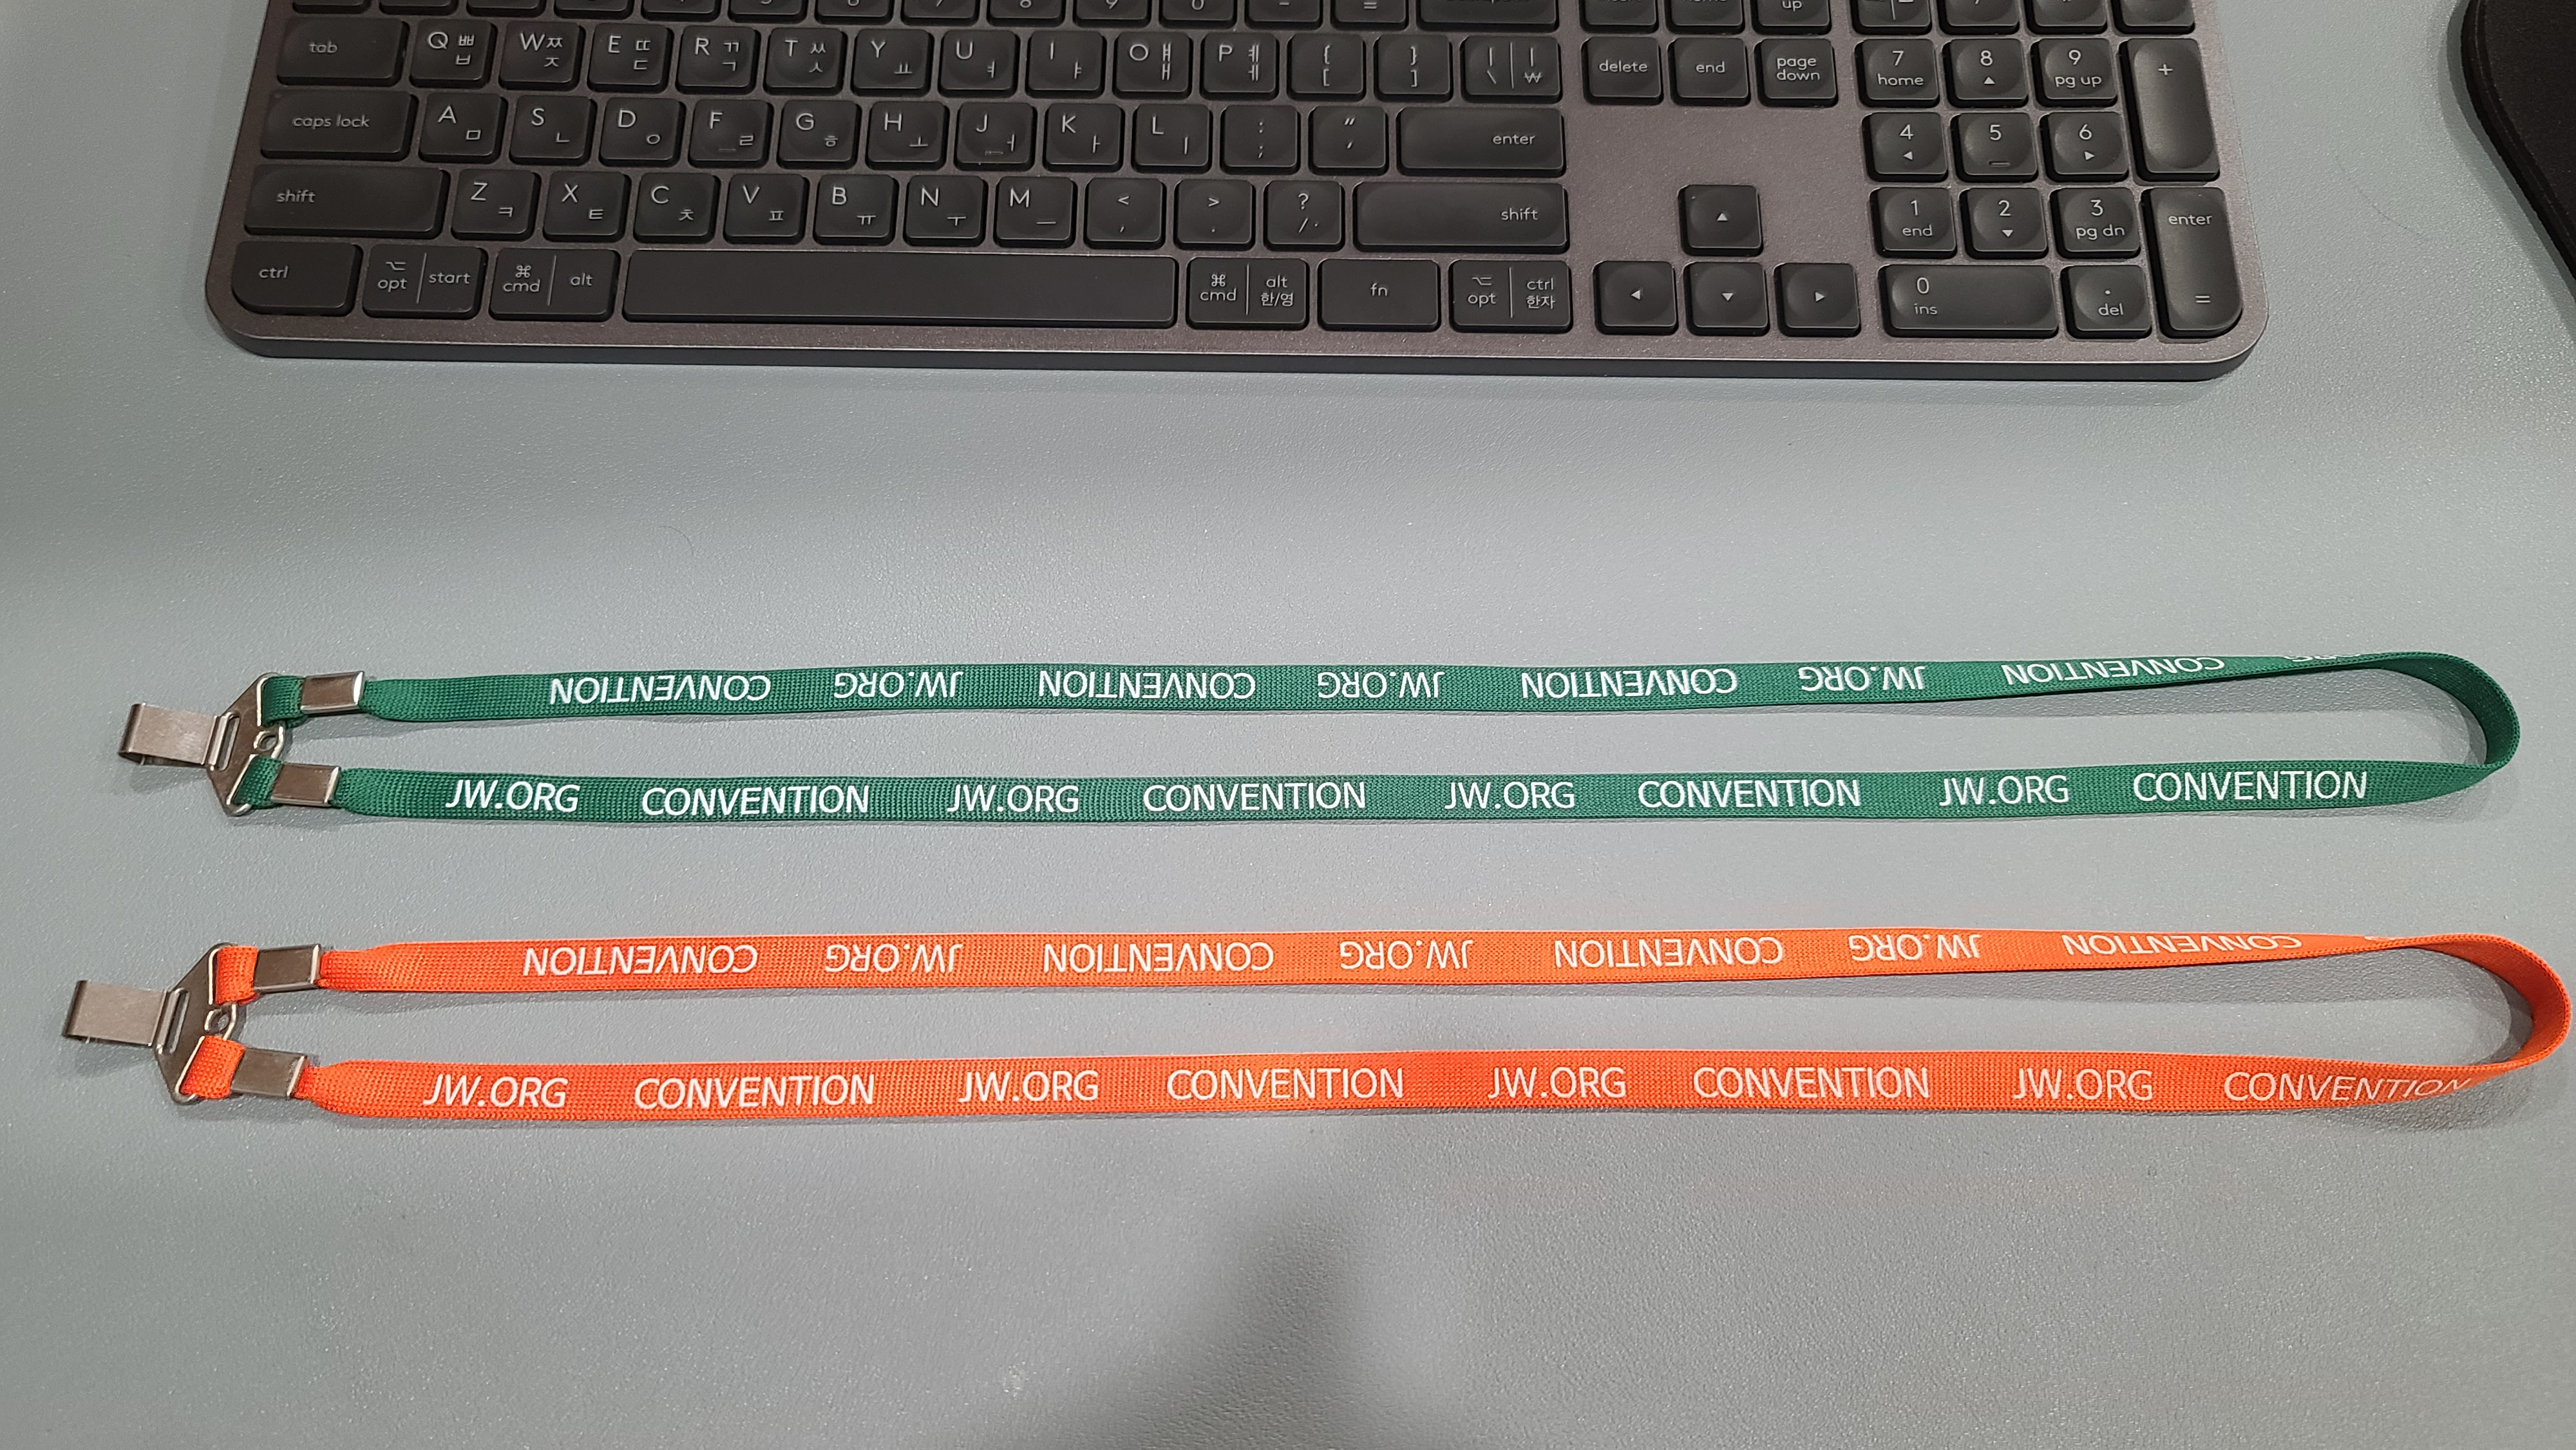 tab Q ㅃ ㅂ W ㅉ ㅈ E ㄸ ㄷ R ㄲ ㄱ T ㅆ ㅅ Y ㅛ U ㅕ I ㅑ O ㅒ ㅐ P ㅖ ㅔ { [ } ] | \ | ₩ delete end page down 7 home 8 9 pg up +
caps lock A ㅁ S ㄴ D ㅇ F ㄹ G ㅎ H ㅗ J ㅓ K ㅏ L ㅣ : ; " ' enter 4 5 6
shift Z ㅋ X ㅌ C ㅊ V ㅍ B ㅠ N ㅜ M ㅡ < , > . ? / shift 1 end 2 3 pg dn enter =
ctrl opt start cmd alt cmd alt 한/영 fn opt ctrl 한자 0 ins . del
CONVENTION JW.ORG CONVENTION JW.ORG CONVENTION JW.ORG CONVENTION
JW.ORG CONVENTION JW.ORG CONVENTION JW.ORG CONVENTION JW.ORG CONVENTION
CONVENTION JW.ORG CONVENTION JW.ORG CONVENTION JW.ORG CONVENTION
JW.ORG CONVENTION JW.ORG CONVENTION JW.ORG CONVENTION JW.ORG CONVENTION